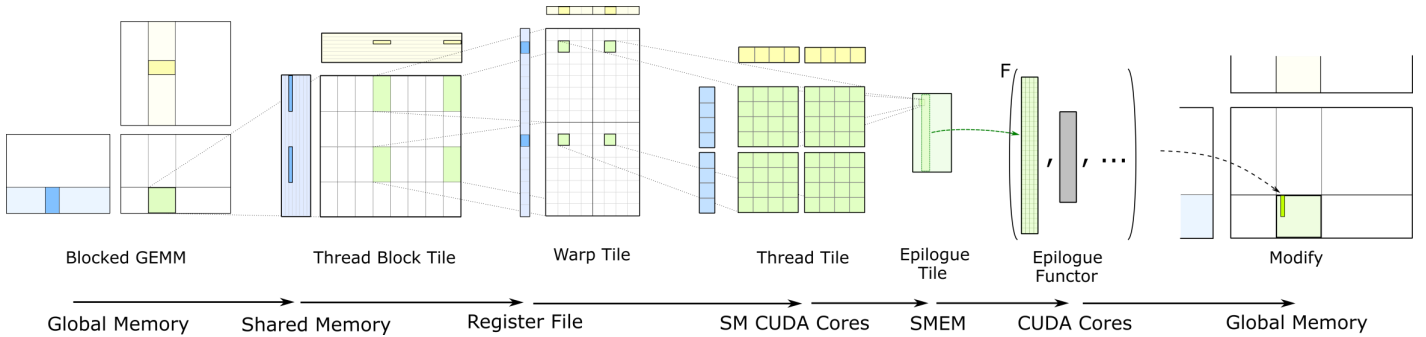 F
, , ...
Blocked GEMM
Thread Block Tile
Warp Tile
Thread Tile
Epilogue
Tile
Epilogue
Functor
Modify
Global Memory
Shared Memory
Register File
SM CUDA Cores
SMEM
CUDA Cores
Global Memory